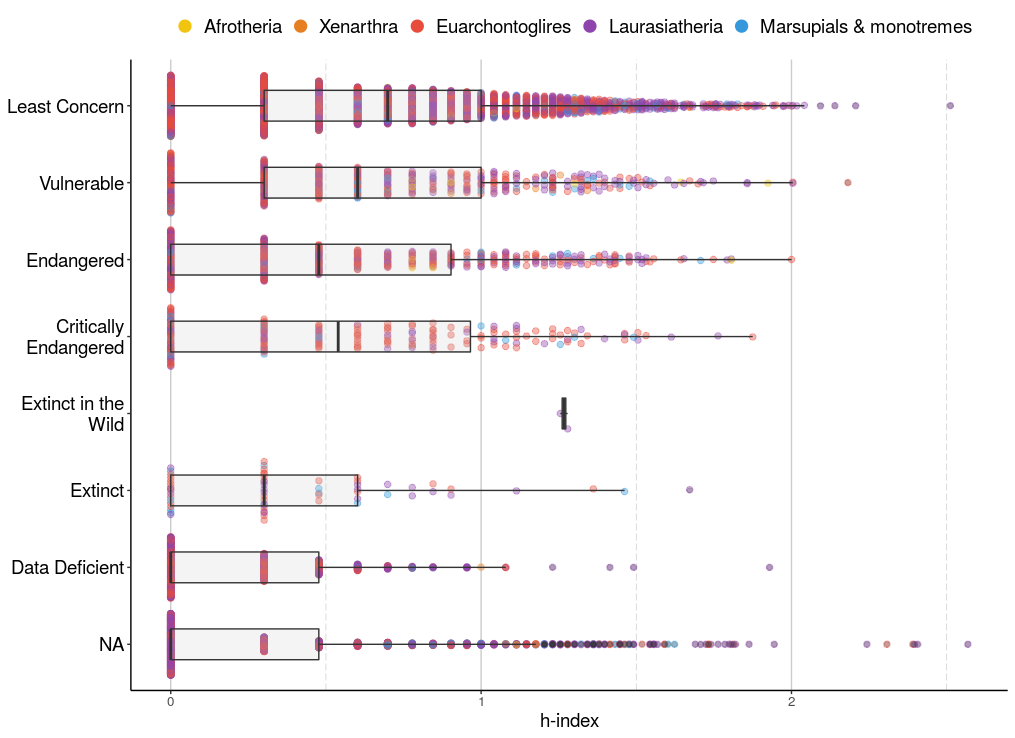 Afrotheria Xenarthra Euarchontoglires Laurasiatheria Marsupials & monotremes
Least Concern
Vulnerable
Endangered
Critically
Endangered
Extinct in the
Wild
Extinct
Data Deficient
NA
0 1 2
h-index